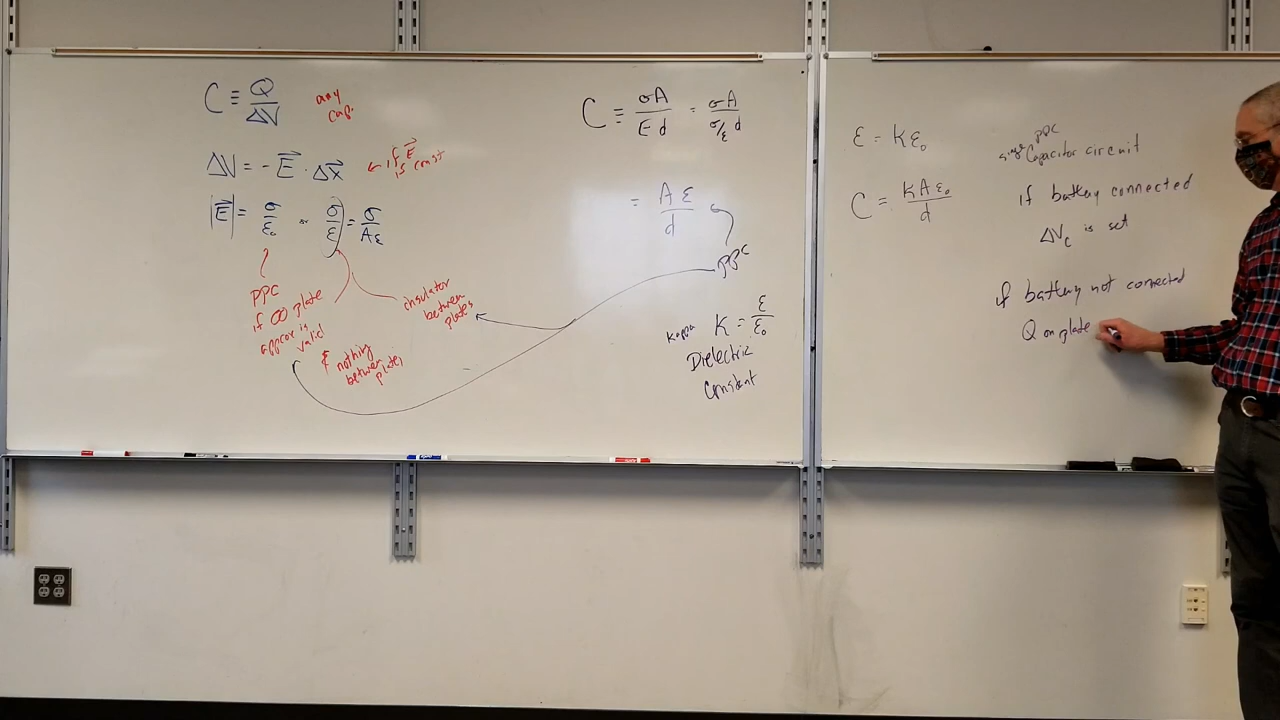 C ≡ Q/ΔV any cap.
ΔV = - E⃗ · Δx⃗ ← if E⃗ is const
|E⃗| = σ/ε₀ or σ/ε = σ/Aε
PPC
if ∞ plate
approx is
valid
& nothing
between plates
insulator
between
plates
C ≡ σA/Ed = σA/σ/ε d
= Aε/d
PPC
Kappa K = ε/ε₀
Dielectric
Constant
ε = Kε₀
C = KAε₀/d
PPC
single Capacitor circuit
if battery connected
ΔV_C is set
if battery not connected
Q on plate